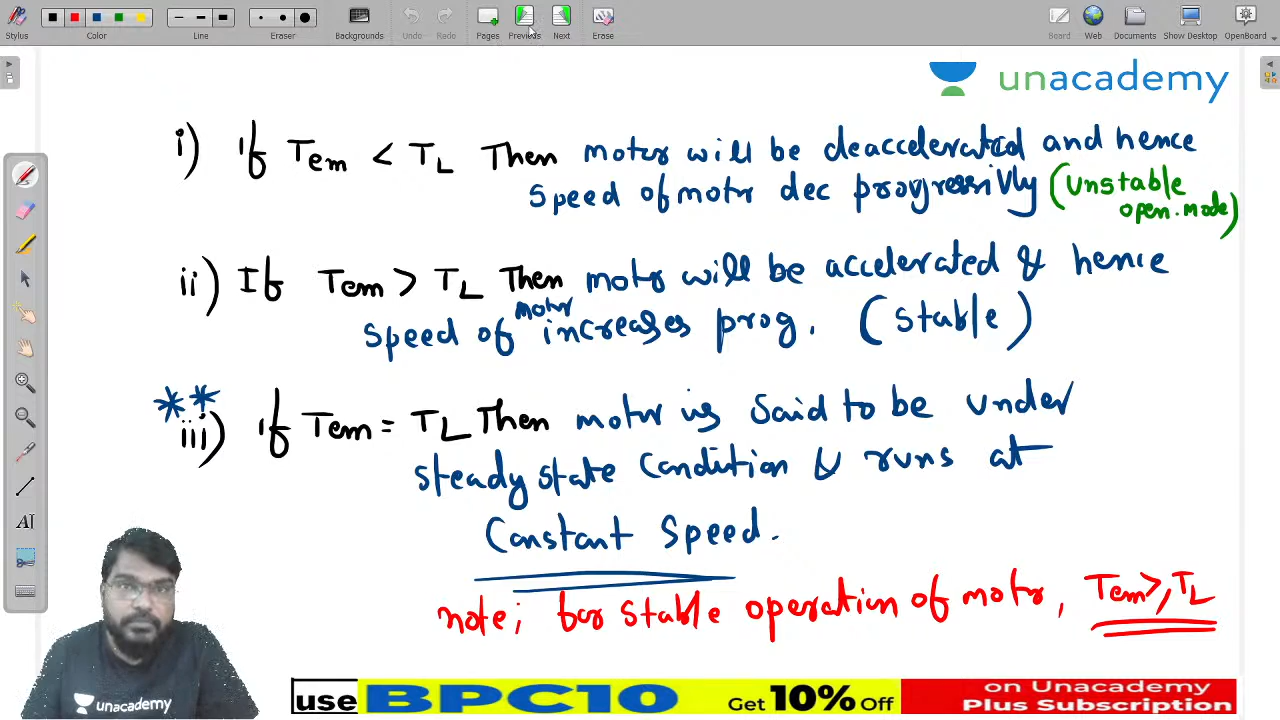 Stylus
Line
Eraser
Backgrounds
Undo
Redo
Pages
Previous
Next
Erase
Board
Web
Documents
Show Desktop
OpenBoard
unacademy
i) If Tem < TL Then motor will be deaccelerated and hence
speed of motor dec progressivly (unstable
open. mode)
ii) If Tem > TL Then motor will be accelerated & hence
speed of motor increases prog. (stable)
**
iii) if Tem = TL Then motor is said to be under
steady state condition & runs at
Constant speed.
note; for stable operation of motor, Tem >, TL
AI
unacademy
use BPC10 Get 10% Off
on Unacademy
Plus Subscription